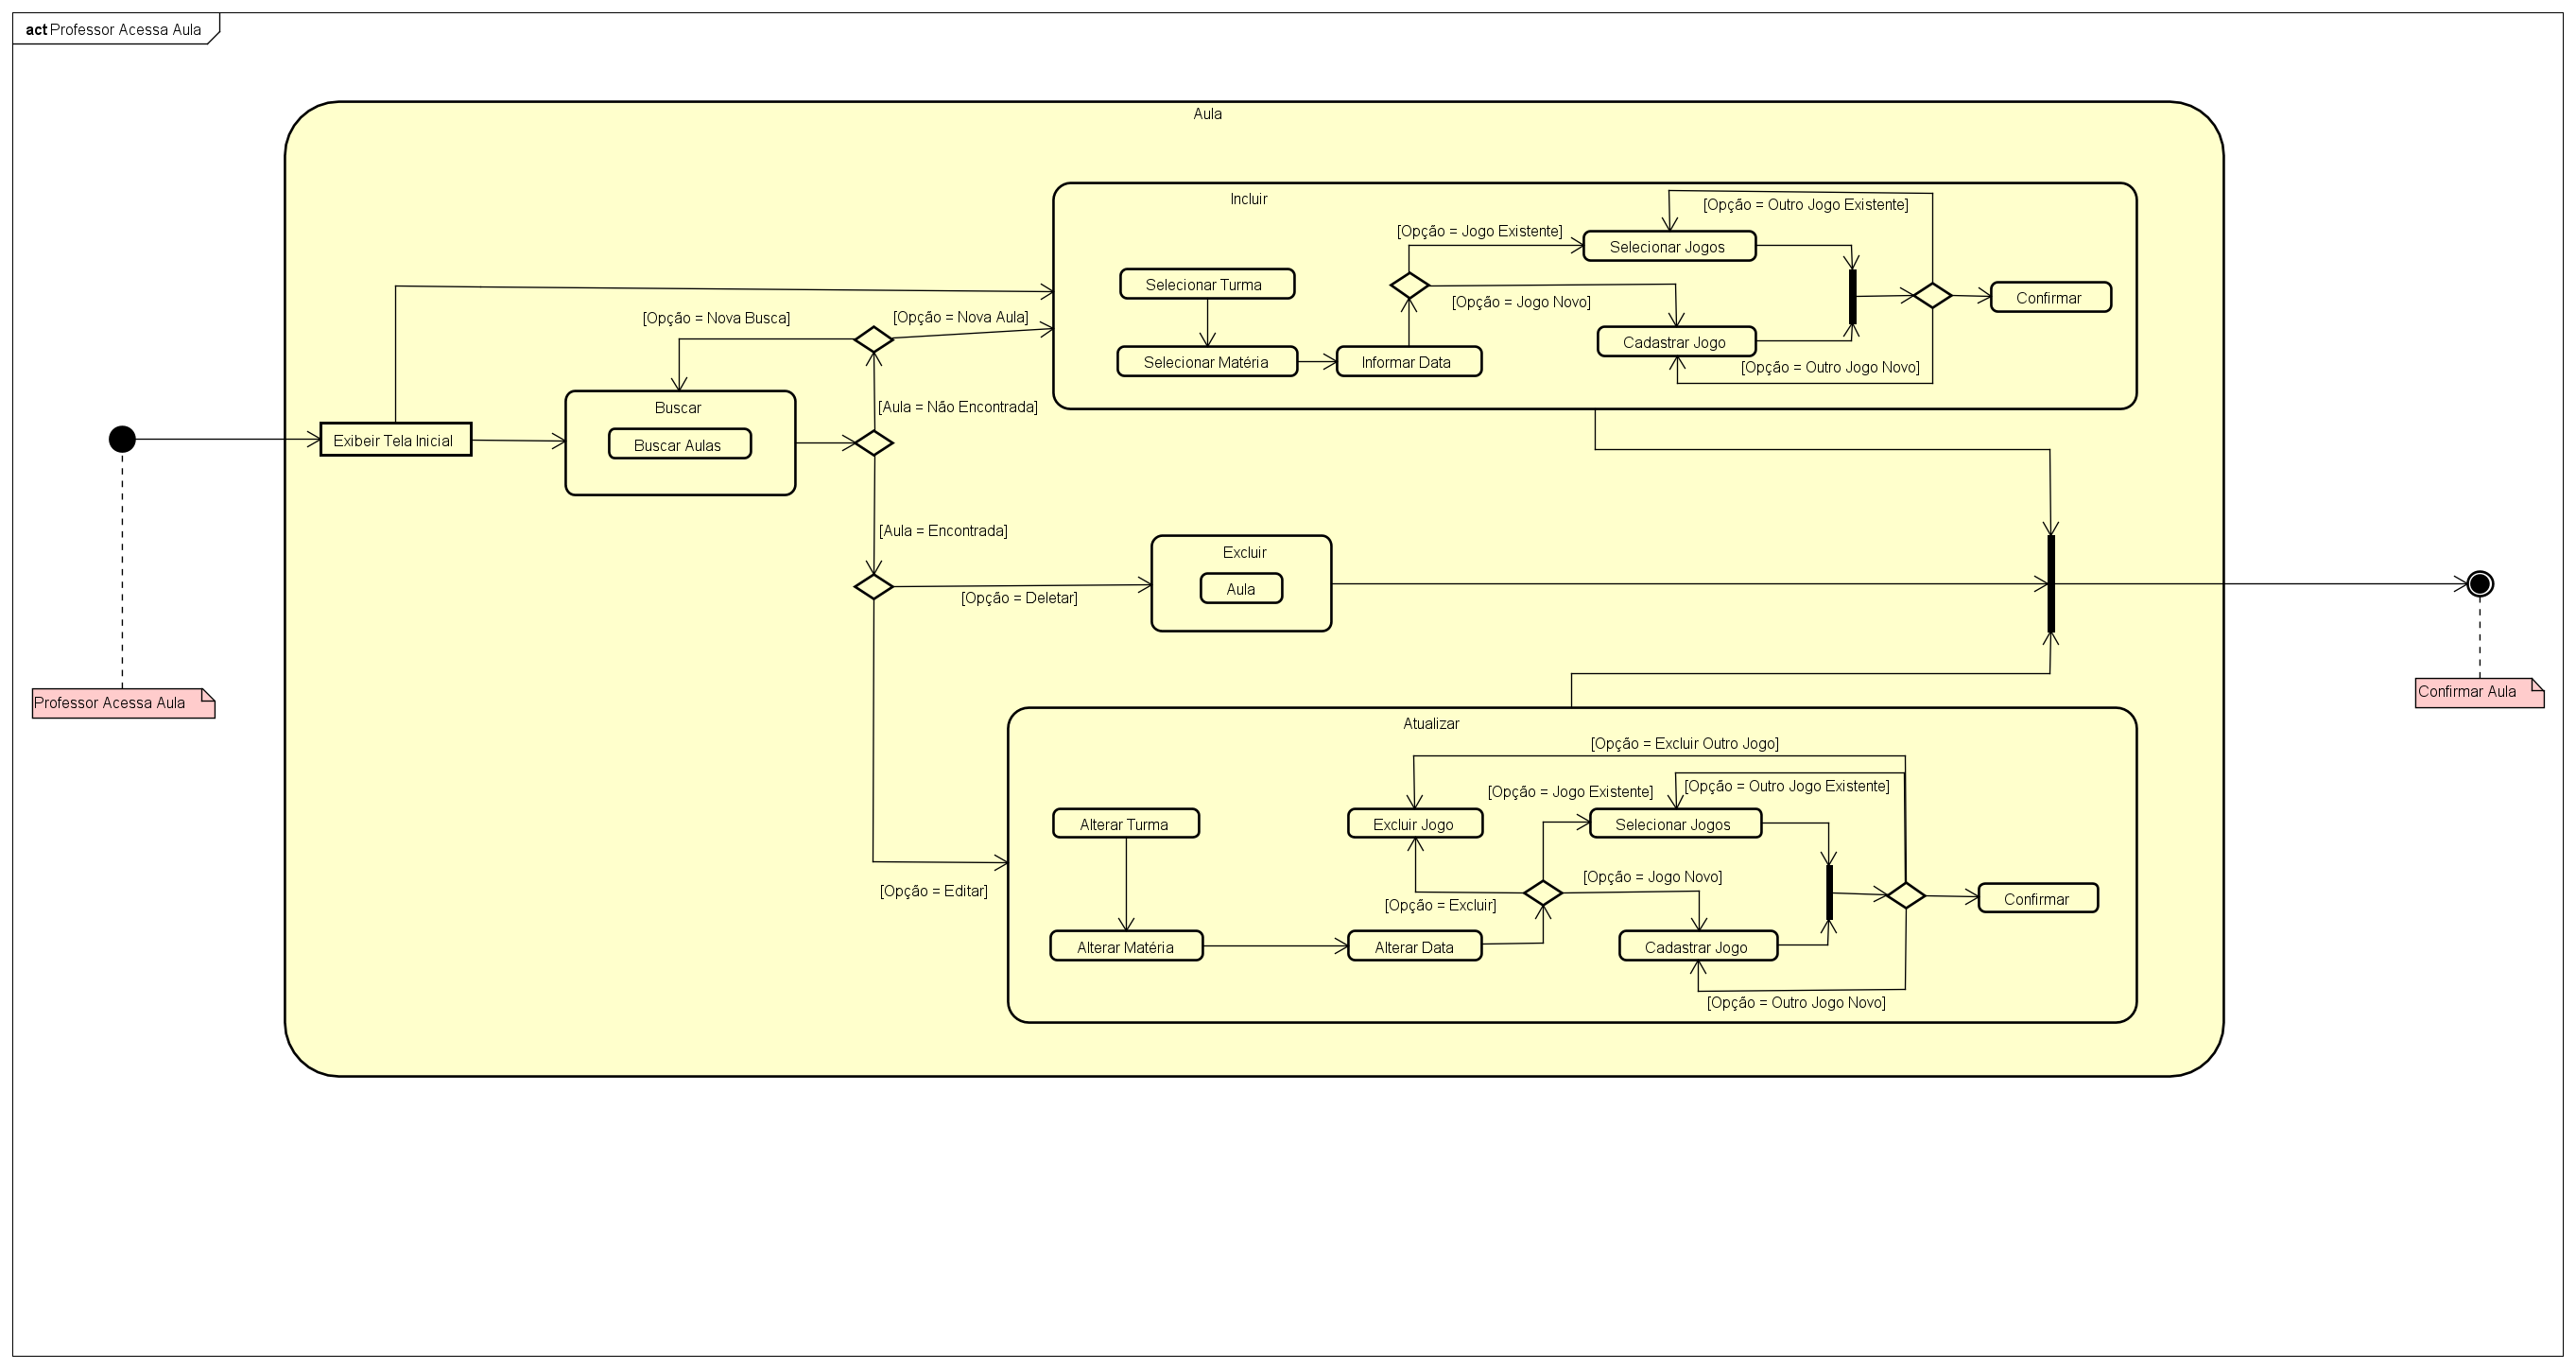 act Professor Acessa Aula
Aula
Incluir
[Opção = Outro Jogo Existente]
[Opção = Jogo Existente]
Selecionar Jogos
Selecionar Turma
[Opção = Jogo Novo]
Confirmar
Cadastrar Jogo
Selecionar Matéria
Informar Data
[Opção = Outro Jogo Novo]
[Opção = Nova Busca]
[Opção = Nova Aula]
Buscar
[Aula = Não Encontrada]
Exibeir Tela Inicial
Buscar Aulas
[Aula = Encontrada]
Excluir
Aula
[Opção = Deletar]
Professor Acessa Aula
Confirmar Aula
Atualizar
[Opção = Excluir Outro Jogo]
[Opção = Jogo Existente]
[Opção = Outro Jogo Existente]
Alterar Turma
Excluir Jogo
Selecionar Jogos
[Opção = Jogo Novo]
[Opção = Editar]
[Opção = Excluir]
Confirmar
Alterar Matéria
Alterar Data
Cadastrar Jogo
[Opção = Outro Jogo Novo]